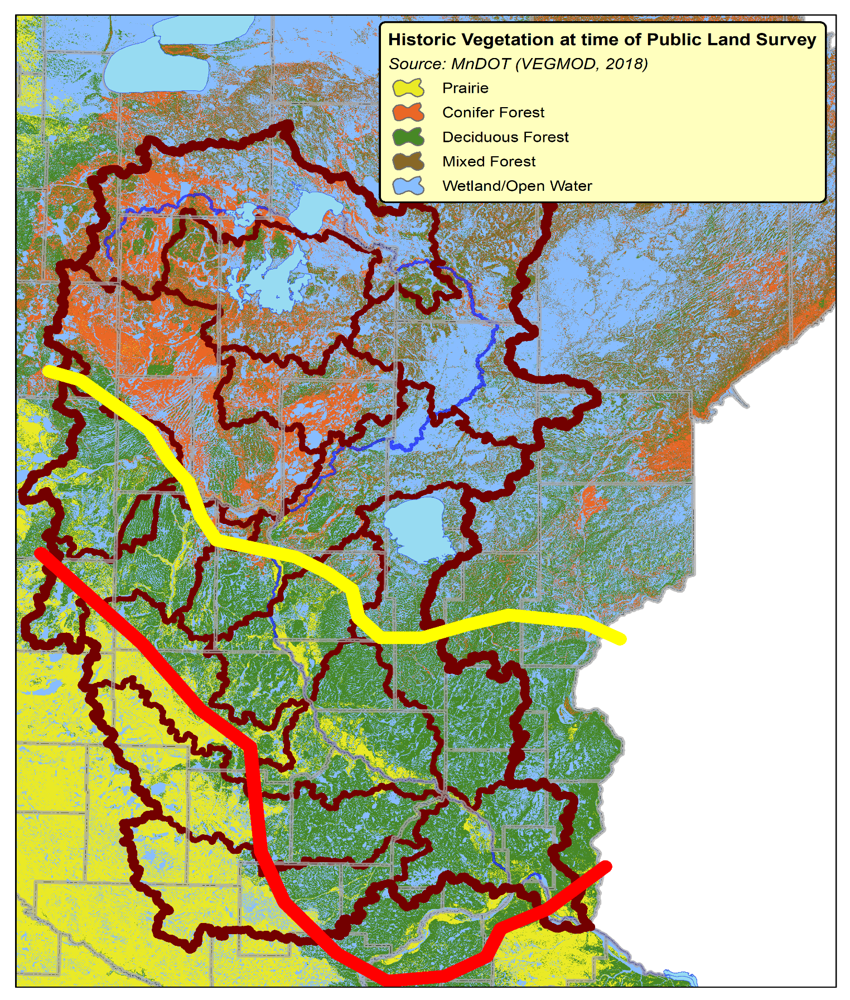 Historic Vegetation at time of Public Land Survey
Source: MnDOT (VEGMOD, 2018)
Prairie
Conifer Forest
Deciduous Forest
Mixed Forest
Wetland/Open Water